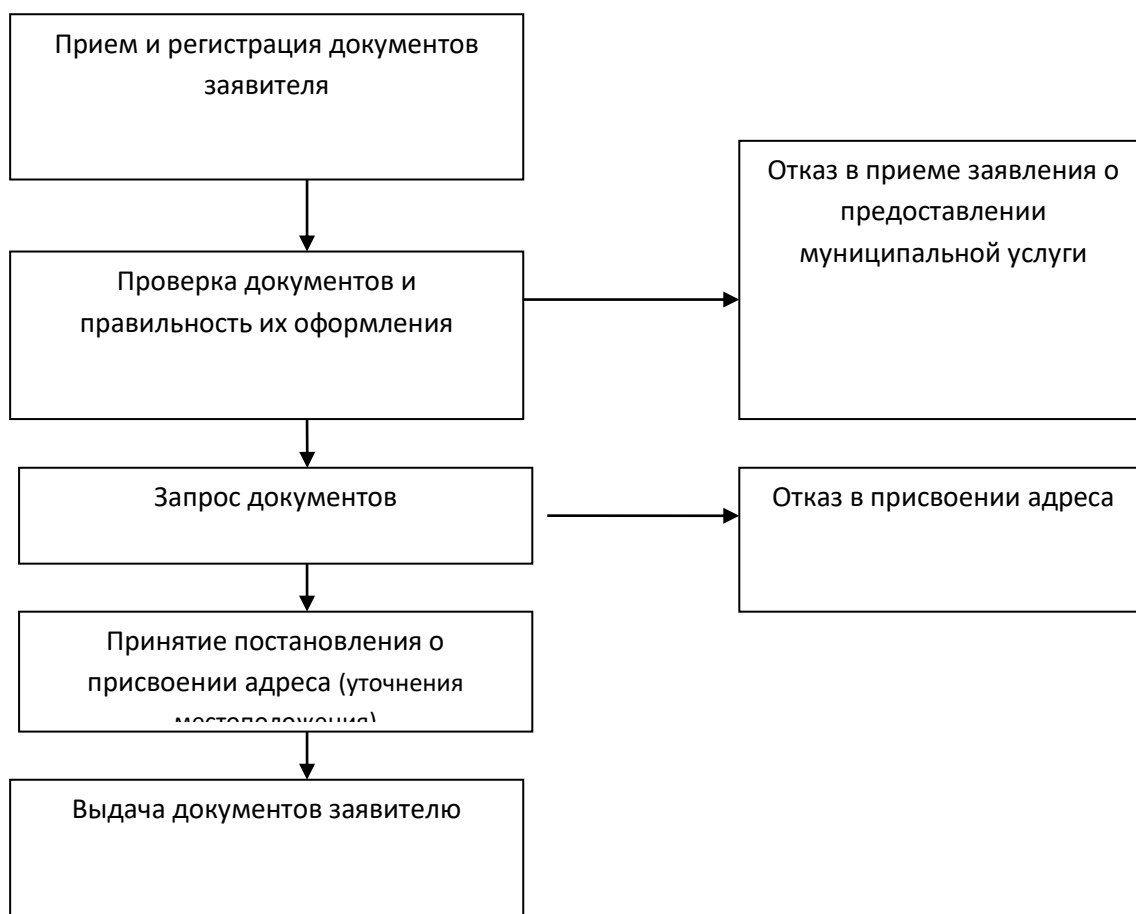 Прием и регистрация документов
заявителя
Отказ в приеме заявления о
предоставлении
муниципальной услуги
Проверка документов и
правильность их оформления
Запрос документов
Отказ в присвоении адреса
Принятие постановления о
присвоении адреса (уточнения
местоположения)
Выдача документов заявителю